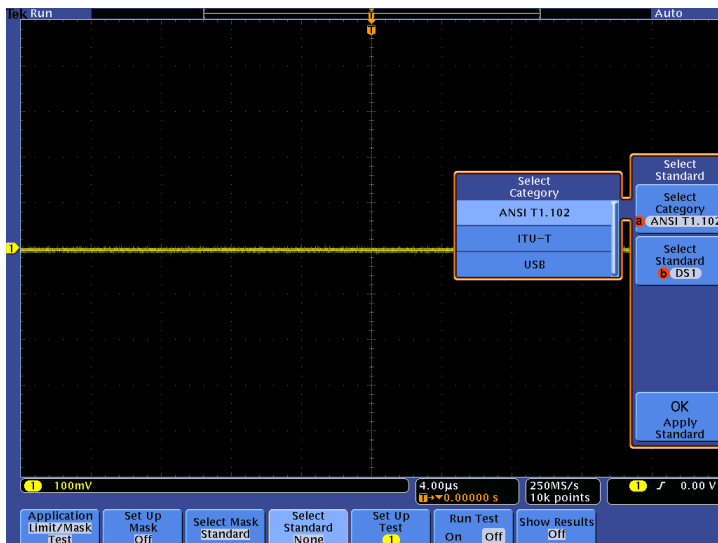 Tek Run
Auto
T
Select
Standard
Select
Category
ANSI T1.102
ITU-T
USB
Select
Category
a ANSI T1.102
Select
Standard
b DS1
1
OK
Apply
Standard
1 100mV
4.00µs
T→▼0.00000 s
250MS/s
10k points
1 0.00 V
Application
Limit/Mask
Test
Set Up
Mask
Off
Select Mask
Standard
Select
Standard
None
Set Up
Test
1
Run Test
On Off
Show Results
Off